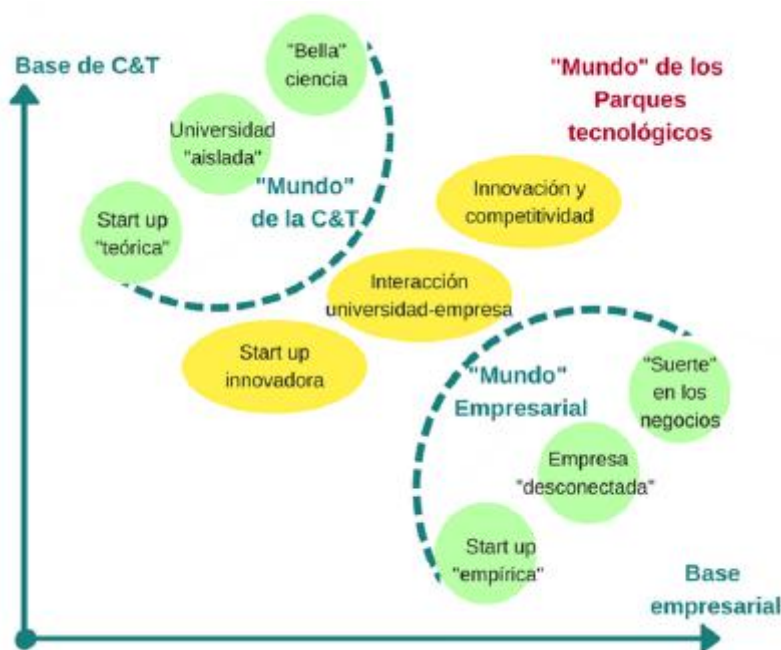 Base de C&T
"Bella"
ciencia
"Mundo" de los
Parques
tecnológicos
Universidad
"aislada"
"Mundo"
de la C&T
Start up
"teórica"
Innovación y
competitividad
Interacción
universidad-empresa
Start up
innovadora
"Mundo"
Empresarial
"Suerte"
en los
negocios
Empresa
"desconectada"
Start up
"empírica"
Base
empresarial